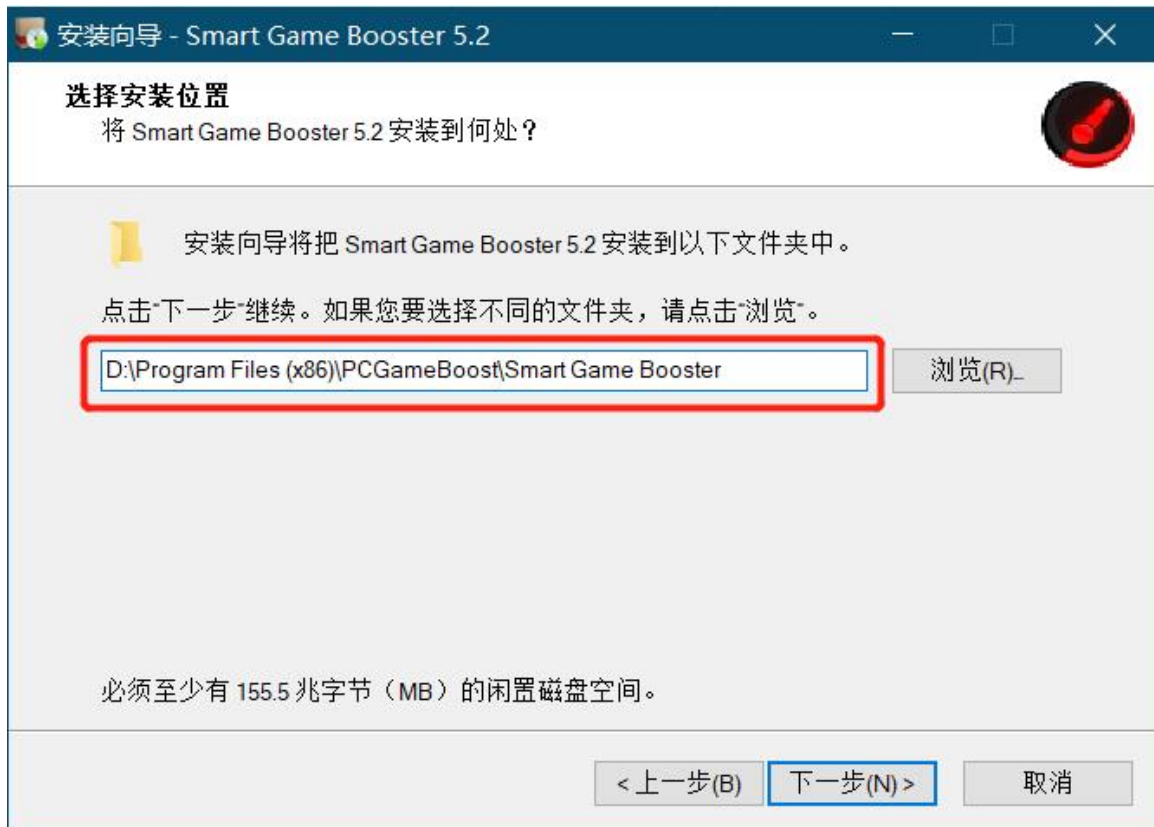 安装向导 - Smart Game Booster 5.2
选择安装位置
将 Smart Game Booster 5.2 安装到何处？
安装向导将把 Smart Game Booster 5.2 安装到以下文件夹中。
点击“下一步”继续。如果您要选择不同的文件夹，请点击“浏览”。
D:\Program Files (x86)\PCGameBoost\Smart Game Booster
浏览(R)...
必须至少有 155.5 兆字节（MB）的闲置磁盘空间。
< 上一步(B)
下一步(N) >
取消